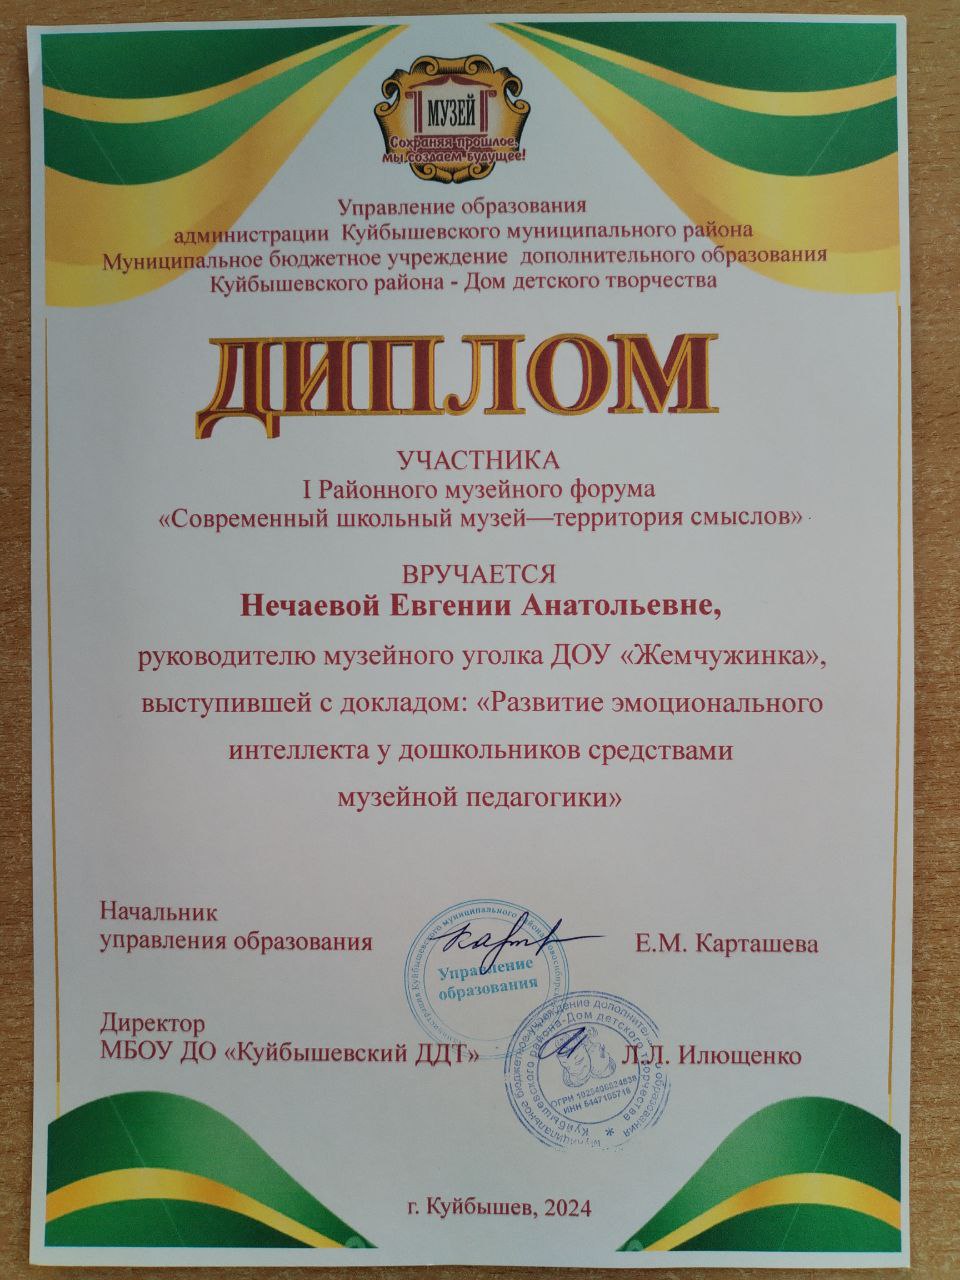 МУЗЕЙ
Сохраняя прошлое,
мы создаем будущее!
Управление образования
администрации Куйбышевского муниципального района
Муниципальное бюджетное учреждение дополнительного образования
Куйбышевского района - Дом детского творчества
ДИПЛОМ
УЧАСТНИКА
I Районного музейного форума
«Современный школьный музей—территория смыслов»
ВРУЧАЕТСЯ
Нечаевой Евгении Анатольевне,
руководителю музейного уголка ДОУ «Жемчужинка»,
выступившей с докладом: «Развитие эмоционального
интеллекта у дошкольников средствами
музейной педагогики»
Начальник
управления образования
Е.М. Карташева
Управление
образования
Директор
МБОУ ДО «Куйбышевский ДДТ»
Л.Л. Илющенко
г. Куйбышев, 2024